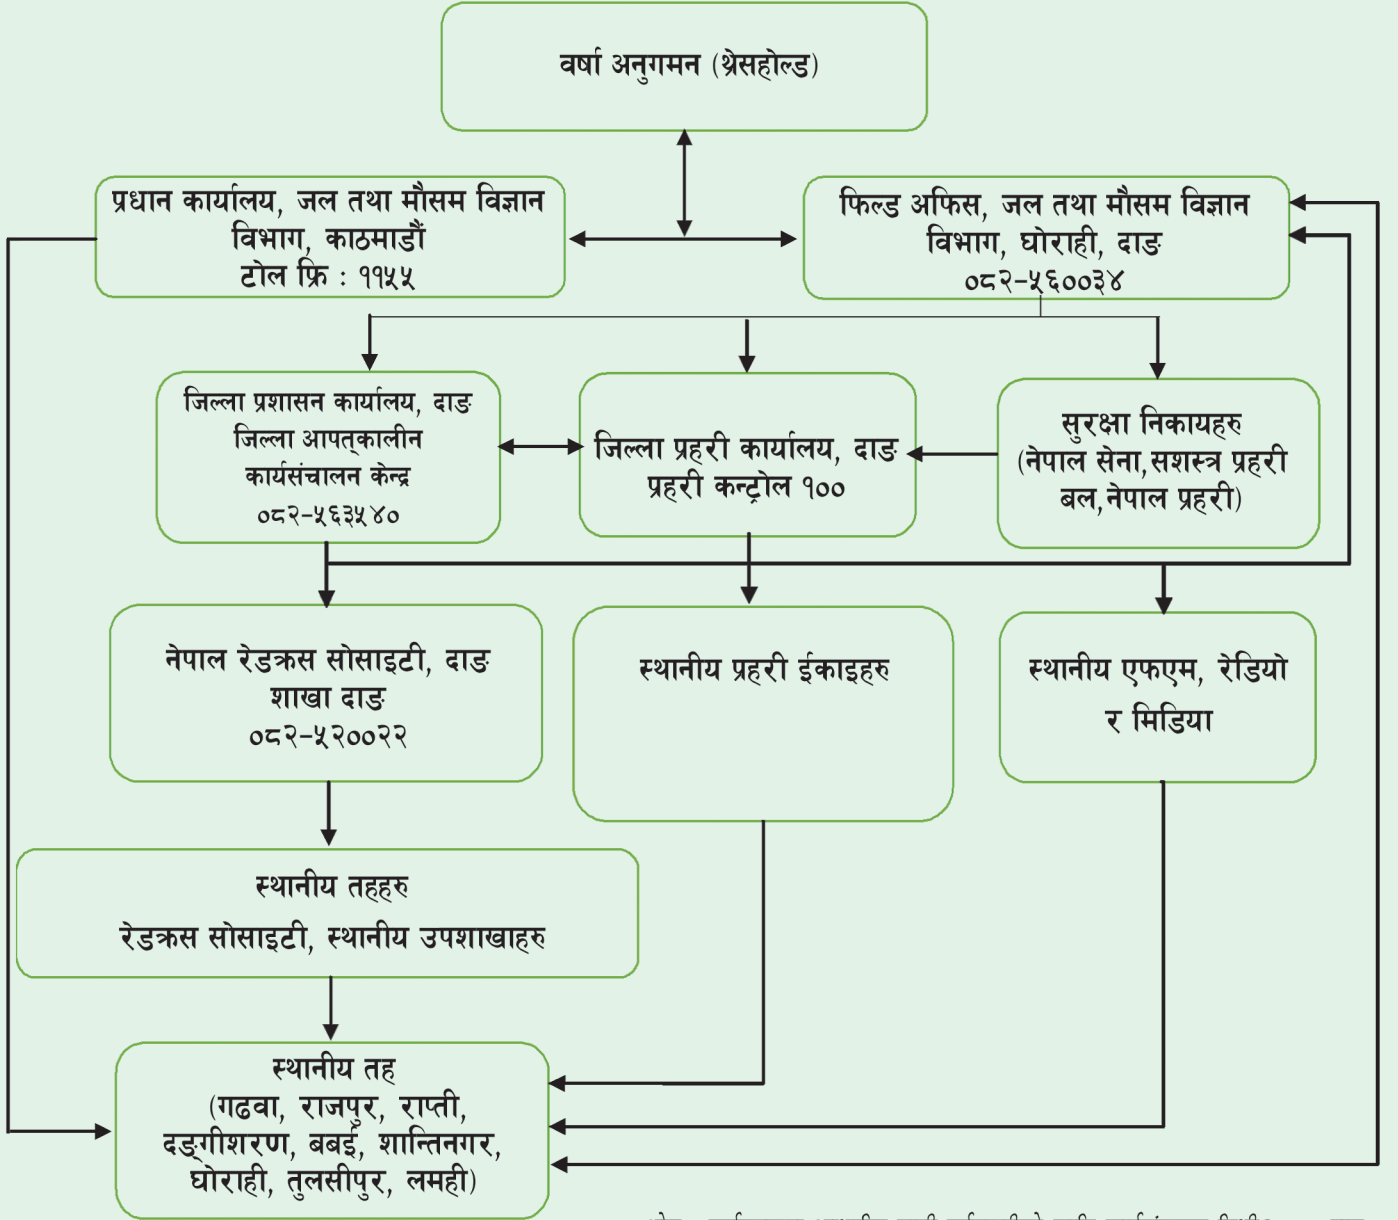 वर्षा अनुगमन (थ्रेसहोल्ड)
प्रधान कार्यालय, जल तथा मौसम विज्ञान
विभाग, काठमाडौं
टोल फ्रि : ११५५
फिल्ड अफिस, जल तथा मौसम विज्ञान
विभाग, घोराही, दाङ
०८२-५६००३४
जिल्ला प्रशासन कार्यालय, दाङ
जिल्ला आपत्कालीन
कार्यसंचालन केन्द्र
०८२-५६३५४०
जिल्ला प्रहरी कार्यालय, दाङ
प्रहरी कन्ट्रोल १००
सुरक्षा निकायहरु
(नेपाल सेना,सशस्त्र प्रहरी
बल,नेपाल प्रहरी)
नेपाल रेडक्रस सोसाइटी, दाङ
शाखा दाङ
०८२-५२००२२
स्थानीय प्रहरी ईकाइहरु
स्थानीय एफएम, रेडियो
र मिडिया
स्थानीय तहहरु
रेडक्रस सोसाइटी, स्थानीय उपशाखाहरु
स्थानीय तह
(गढवा, राजपुर, राप्ती,
दङ्गीशरण, बबई, शान्तिनगर,
घोराही, तुलसीपुर, लमही)